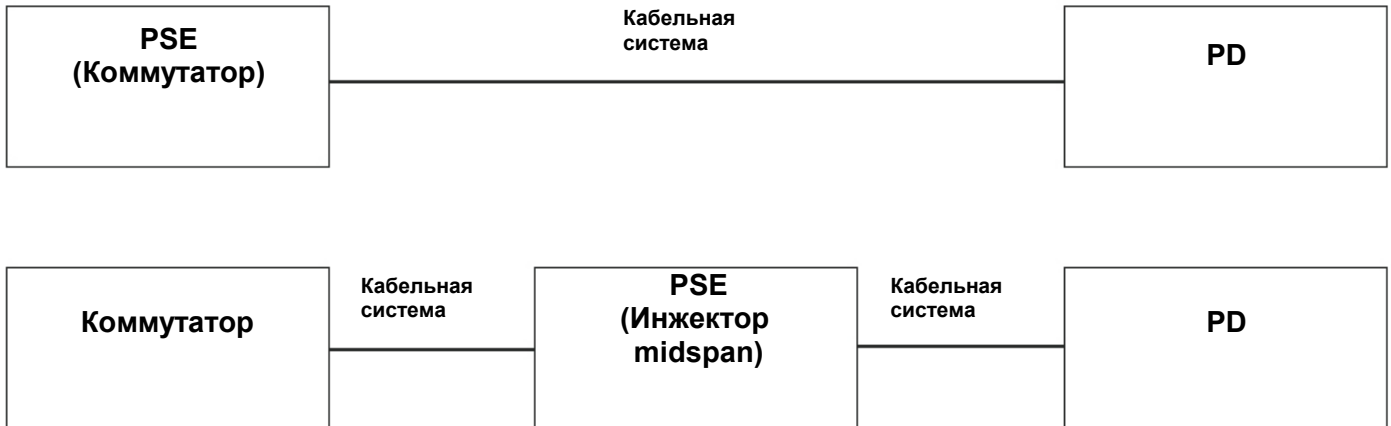 PSE
(Коммутатор)
Кабельная
система
PD
Коммутатор
Кабельная
система
PSE
(Инжектор
midspan)
Кабельная
система
PD